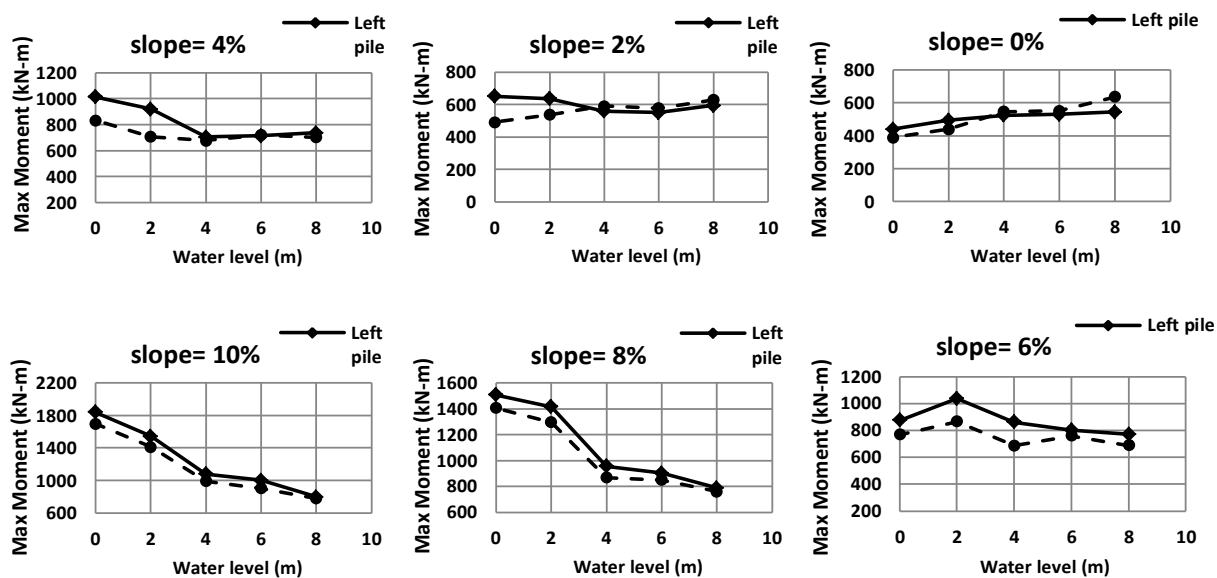 Left pile
slope= 4%
Max Moment (kN-m)
1200
1000
800
600
400
200
0 2 4 6 8 10
Water level (m)
Left pile
slope= 2%
Max Moment (kN-m)
800
600
400
200
0
0 2 4 6 8 10
Water level (m)
Left pile
slope= 0%
Max Moment (kN-m)
800
600
400
200
0
0 2 4 6 8 10
Water level (m)
Left pile
slope= 10%
Max Moment (kN-m)
2200
1800
1400
1000
600
0 2 4 6 8 10
Water level (m)
Left pile
slope= 8%
Max Moment (kN-m)
1600
1400
1200
1000
800
600
0 2 4 6 8 10
Water level (m)
Left pile
slope= 6%
Max Moment (kN-m)
1200
1000
800
600
400
200
0 2 4 6 8 10
Water level (m)